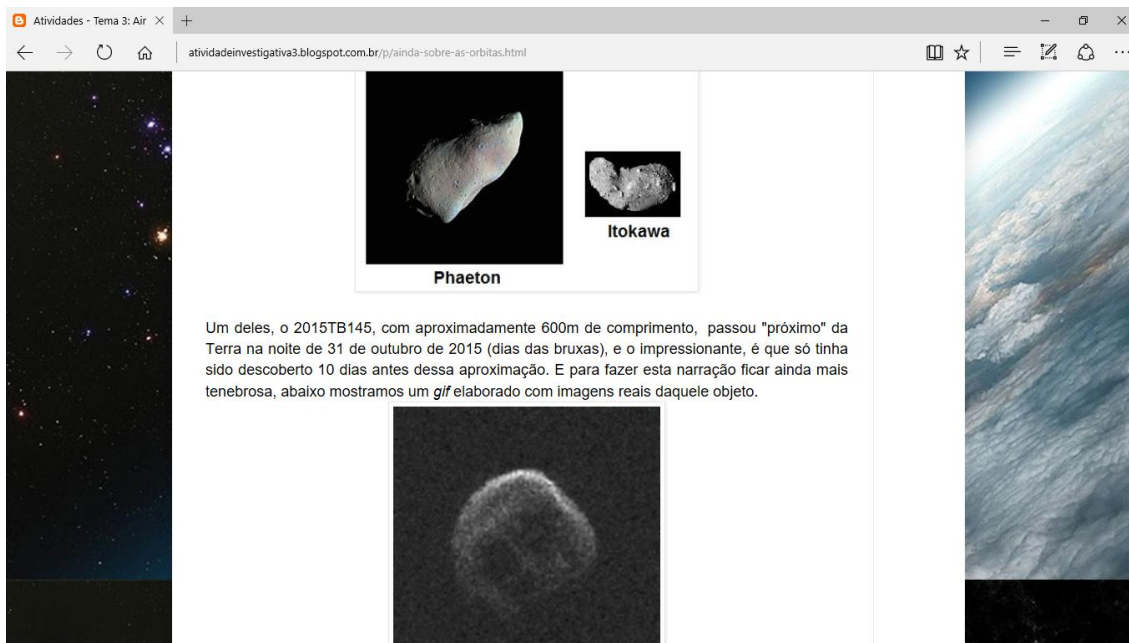 Atividades - Tema 3: Air
atividadeinvestigativa3.blogspot.com.br/p/ainda-sobre-as-orbitas.html
Itokawa
Phaeton
Um deles, o 2015TB145, com aproximadamente 600m de comprimento, passou "próximo" da
Terra na noite de 31 de outubro de 2015 (dias das bruxas), e o impressionante, é que só tinha
sido descoberto 10 dias antes dessa aproximação. E para fazer esta narração ficar ainda mais
tenebrosa, abaixo mostramos um gif elaborado com imagens reais daquele objeto.